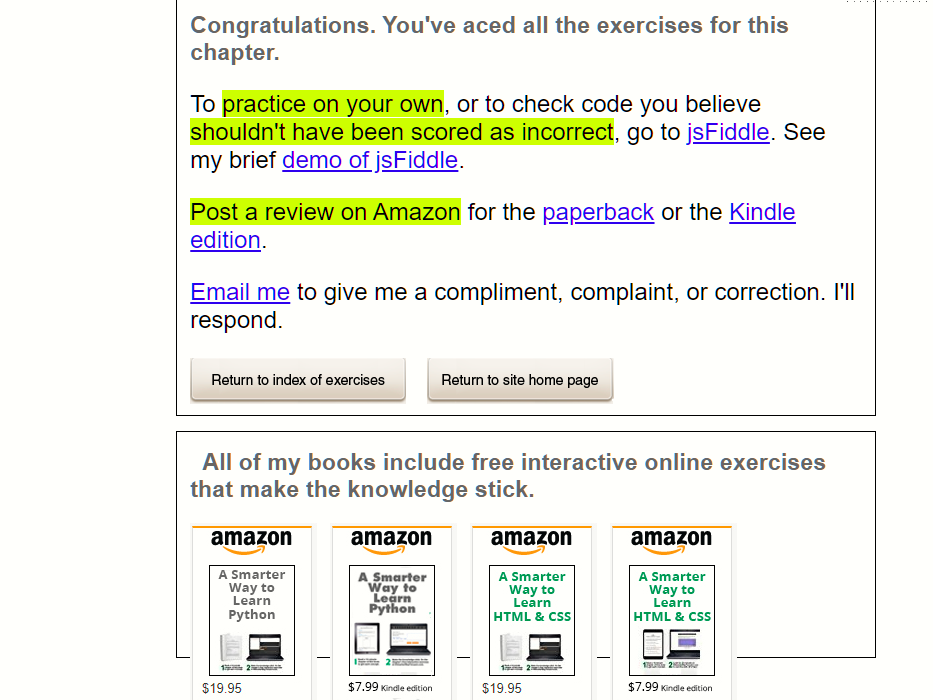 Congratulations. You've aced all the exercises for this
chapter.
To practice on your own, or to check code you believe
shouldn't have been scored as incorrect, go to jsFiddle. See
my brief demo of jsFiddle.
Post a review on Amazon for the paperback or the Kindle
edition.
Email me to give me a compliment, complaint, or correction. I'll
respond.
Return to index of exercises Return to site home page
All of my books include free interactive online exercises
that make the knowledge stick.
amazon amazon amazon amazon
A Smarter
Way to
Learn
Python
A Smarter
Way to
Learn
Python
A Smarter
Way to
Learn
HTML & CSS
A Smarter
Way to
Learn
HTML & CSS
$19.95 $7.99 Kindle edition $19.95 $7.99 Kindle edition